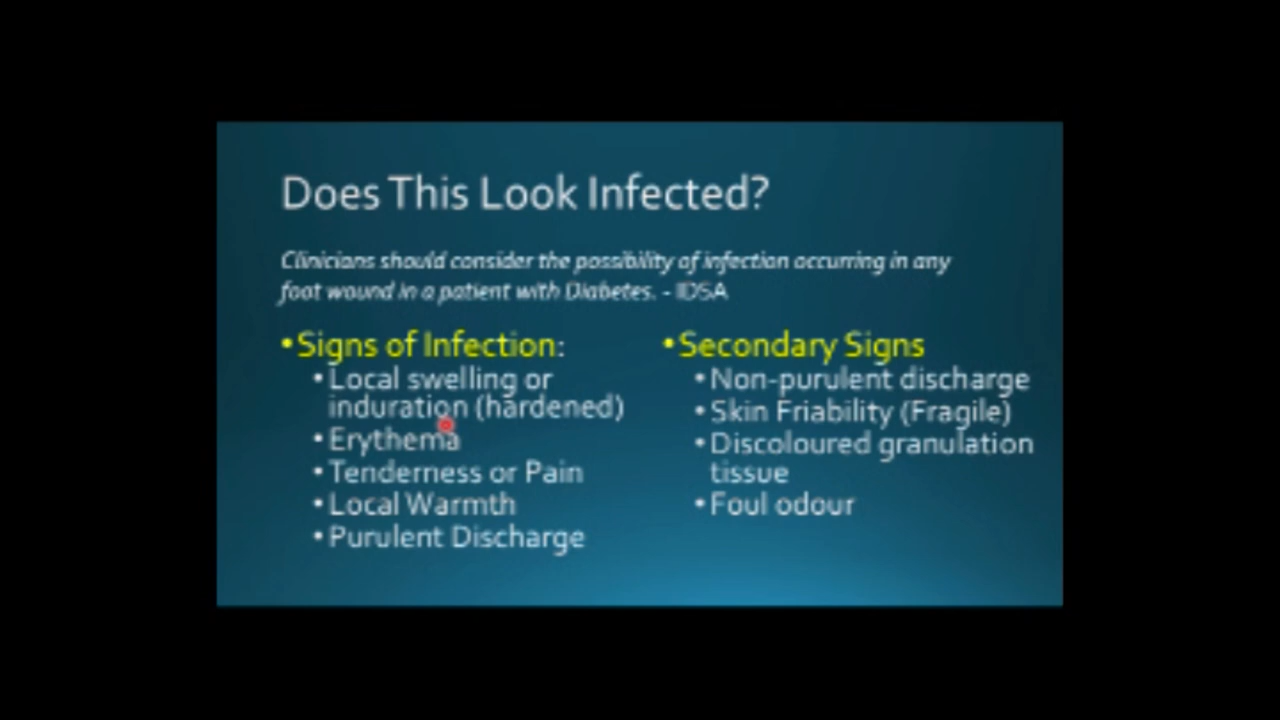 Does This Look Infected?
Clinicians should consider the possibility of infection occurring in any
foot wound in a patient with Diabetes. - IDSA
•Signs of Infection:
•Local swelling or
induration (hardened)
•Erythema
•Tenderness or Pain
•Local Warmth
•Purulent Discharge
•Secondary Signs
•Non-purulent discharge
•Skin Friability (Fragile)
•Discoloured granulation
tissue
•Foul odour